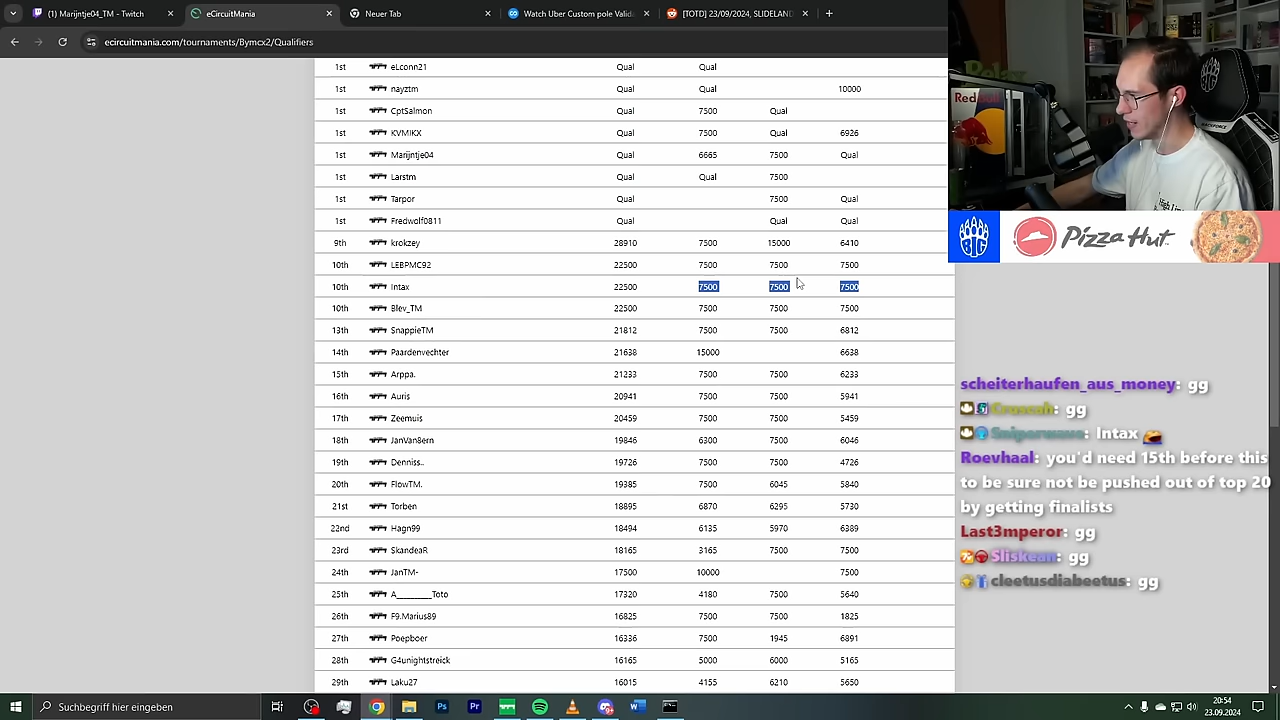 (1) Marijntje04_TM - Twitch
eCircuitMania
Neuer Tab
Watch Uber Custom pole Valida
[TOTD] 23/09/2024, SLIDELAND
ecircuitmania.com/tournaments/Bymcx2/Qualifiers
1st eLconn21 Qual Qual
1st nayztm Qual Qual 10000
1st CptSalmon Qual 7500 Qual
1st KVMIKX Qual 7500 Qual 6926
1st Marijntje04 Qual 6665 7500 Qual
1st Larstm Qual Qual 7500
1st Tarpor Qual 7500 Qual
1st Fredwolf0811 Qual Qual Qual
9th krokzey 28910 7500 15000 6410
10th LEBPMC92 22500 7500 7500 7500
10th Intax 22500 7500 7500 7500
10th Blev_TM 22500 7500 7500 7500
13th SnappieTM 21812 7500 7500 6812
14th Paardenvechter 21638 15000 6638
15th Arppa. 21233 7500 7500 6233
16th Auris 20941 7500 7500 5941
17th Zeemuis 20459 7500 7500 5459
18th JanVan8ern 19846 6300 7500 6046
19th Denniss.. 19726 7500 7500 4726
20th FlowTM. 19385 7500 6045 5840
21st Torben 18895 6870 6295 5730
22nd Hagn99 18494 6135 5970 6389
23rd SkandeaR 18165 3165 7500 7500
24th JanTM- 17500 10000 7500
25th A________Toto 17320 4180 7500 5640
26th F9.Marius89 16825 7500 7500 1825
27th Poepboer 16336 7500 1945 6891
28th G4unightstreick 16165 5000 6000 5165
29th Laku27 16015 4155 6210 5650
Red Bull
BIG
Pizza Hut
scheiterhaufen_aus_money: gg
Cruscah: gg
Sniperwave: Intax
Roevhaal: you'd need 15th before this
to be sure not be pushed out of top 20
by getting finalists
Last3mperor: gg
Sliskean: gg
cleetusdiabeetus: gg
Suchbegriff hier eingeben
20:54
23.09.2024